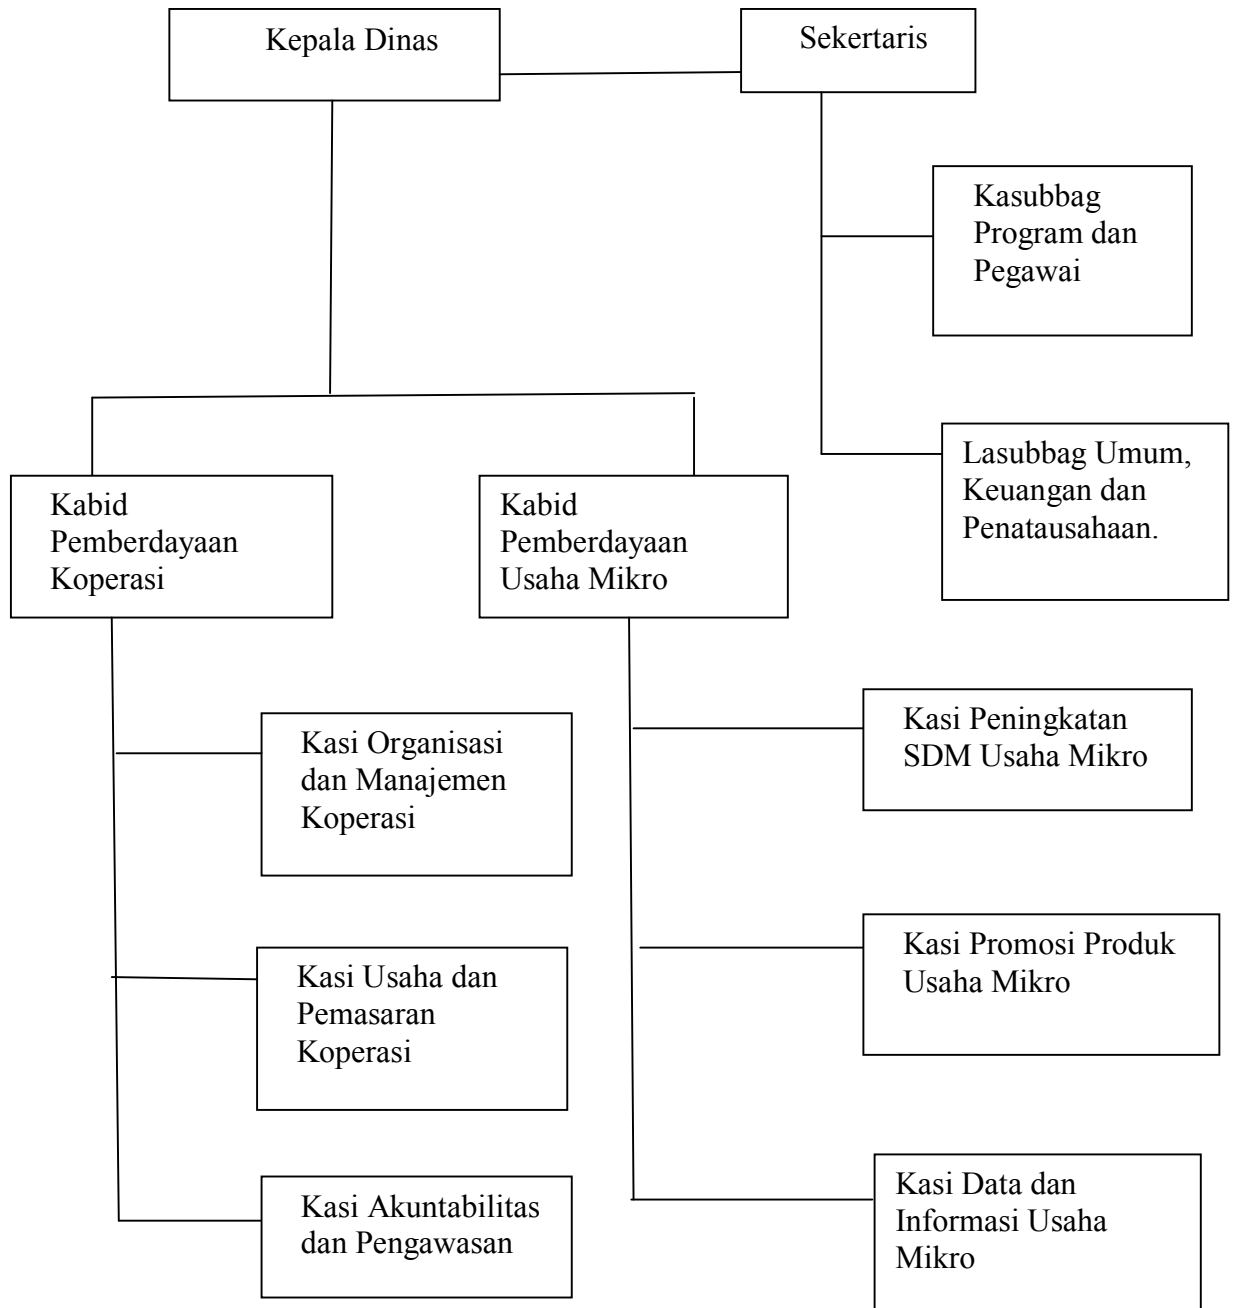 Kepala Dinas
Sekertaris
Kasubbag
Program dan
Pegawai
Lasubbag Umum,
Keuangan dan
Penatausahaan.
Kabid
Pemberdayaan
Koperasi
Kabid
Pemberdayaan
Usaha Mikro
Kasi Organisasi
dan Manajemen
Koperasi
Kasi Usaha dan
Pemasaran
Koperasi
Kasi Akuntabilitas
dan Pengawasan
Kasi Peningkatan
SDM Usaha Mikro
Kasi Promosi Produk
Usaha Mikro
Kasi Data dan
Informasi Usaha
Mikro